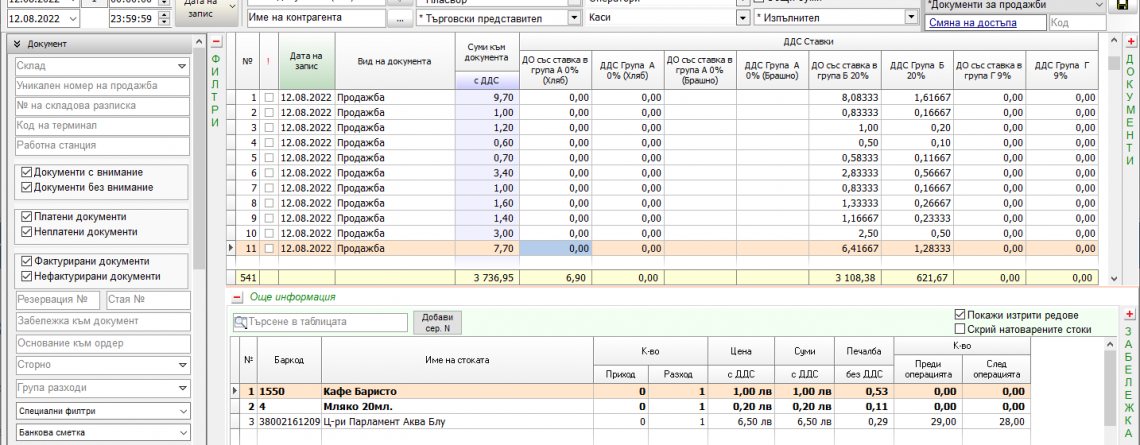 12.08.2022 1 00:00:00 Дата на запис
12.08.2022 23:59:59
Име на контрагента ... * Търговски представител Каси * Изпълнител
*Документи за продажби
Смяна на достъпа Код
Документ
Склад
Уникален номер на продажба
№ на складова разписка
Код на терминал
Работна станция
Документи с внимание
Документи без внимание
Платени документи
Неплатени документи
Фактурирани документи
Нефактурирани документи
Резервация № Стая №
Забележка към документ
Основание към ордер
Сторно
Група разходи
Специални филтри
Банкова сметка
ФИЛТРИ
№ ! Дата на запис Вид на документа Суми към документа с ДДС ДДС Ставки
ДО със ставка в група А 0% (Хляб) ДДС Група А 0% (Хляб) ДО със ставка в група А 0% (Брашно) ДДС Група А 0% (Брашно) ДО със ставка в група Б 20% ДДС Група Б 20% ДО със ставка в група Г 9% ДДС Група Г 9%
1 12.08.2022 Продажба 9,70 0,00 0,00 8,08333 1,61667 0,00 0,00
2 12.08.2022 Продажба 1,00 0,00 0,00 0,83333 0,16667 0,00 0,00
3 12.08.2022 Продажба 1,20 0,00 0,00 1,00 0,20 0,00 0,00
4 12.08.2022 Продажба 0,60 0,00 0,00 0,50 0,10 0,00 0,00
5 12.08.2022 Продажба 0,70 0,00 0,00 0,58333 0,11667 0,00 0,00
6 12.08.2022 Продажба 3,40 0,00 0,00 2,83333 0,56667 0,00 0,00
7 12.08.2022 Продажба 1,00 0,00 0,00 0,83333 0,16667 0,00 0,00
8 12.08.2022 Продажба 1,60 0,00 0,00 1,33333 0,26667 0,00 0,00
9 12.08.2022 Продажба 1,40 0,00 0,00 1,16667 0,23333 0,00 0,00
10 12.08.2022 Продажба 3,00 0,00 0,00 2,50 0,50 0,00 0,00
11 12.08.2022 Продажба 7,70 0,00 0,00 6,41667 1,28333 0,00 0,00
541 3 736,95 6,90 0,00 3 108,38 621,67 0,00 0,00
ДОКУМЕНТИ
Още информация
Търсене в таблицата Добави сер. N
Покажи изтрити редове
Скрий натоварените стоки
№ Баркод Име на стоката К-во Цена Суми Печалба К-во
Приход Разход с ДДС с ДДС без ДДС Преди операцията След операцията
1 1550 Кафе Баристо 0 1 1,00 лв 1,00 лв 0,53 0,00 0,00
2 4 Мляко 20мл. 0 1 0,20 лв 0,20 лв 0,11 0,00 0,00
3 38002161209 Ц-ри Парламент Аква Блу 0 1 6,50 лв 6,50 лв 0,29 29,00 28,00
ЗАБЕЛЕЖКА